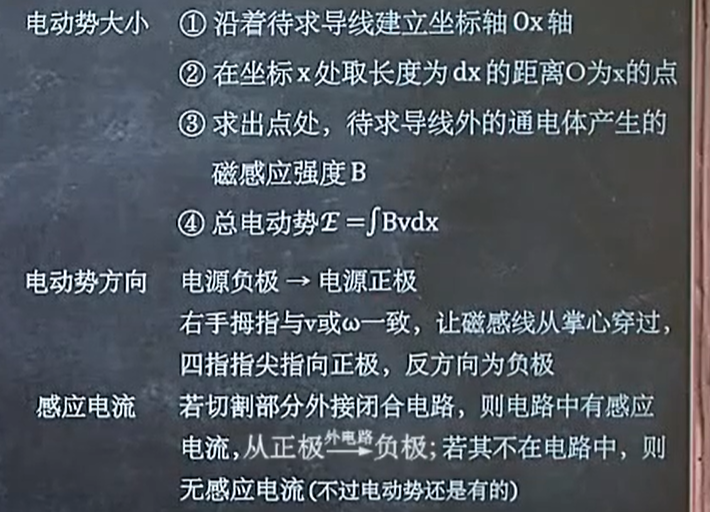 电动势大小 ① 沿着待求导线建立坐标轴Ox轴
② 在坐标x处取长度为dx的距离O为x的点
③ 求出点处，待求导线外的通电体产生的
磁感应强度B
④ 总电动势ℰ=∫Bvdx
电动势方向 电源负极 → 电源正极
右手拇指与v或ω一致，让磁感线从掌心穿过，
四指指尖指向正极，反方向为负极
感应电流 若切割部分外接闭合电路，则电路中有感应
电流，从正极 外电路→ 负极；若其不在电路中，则
无感应电流(不过电动势还是有的)